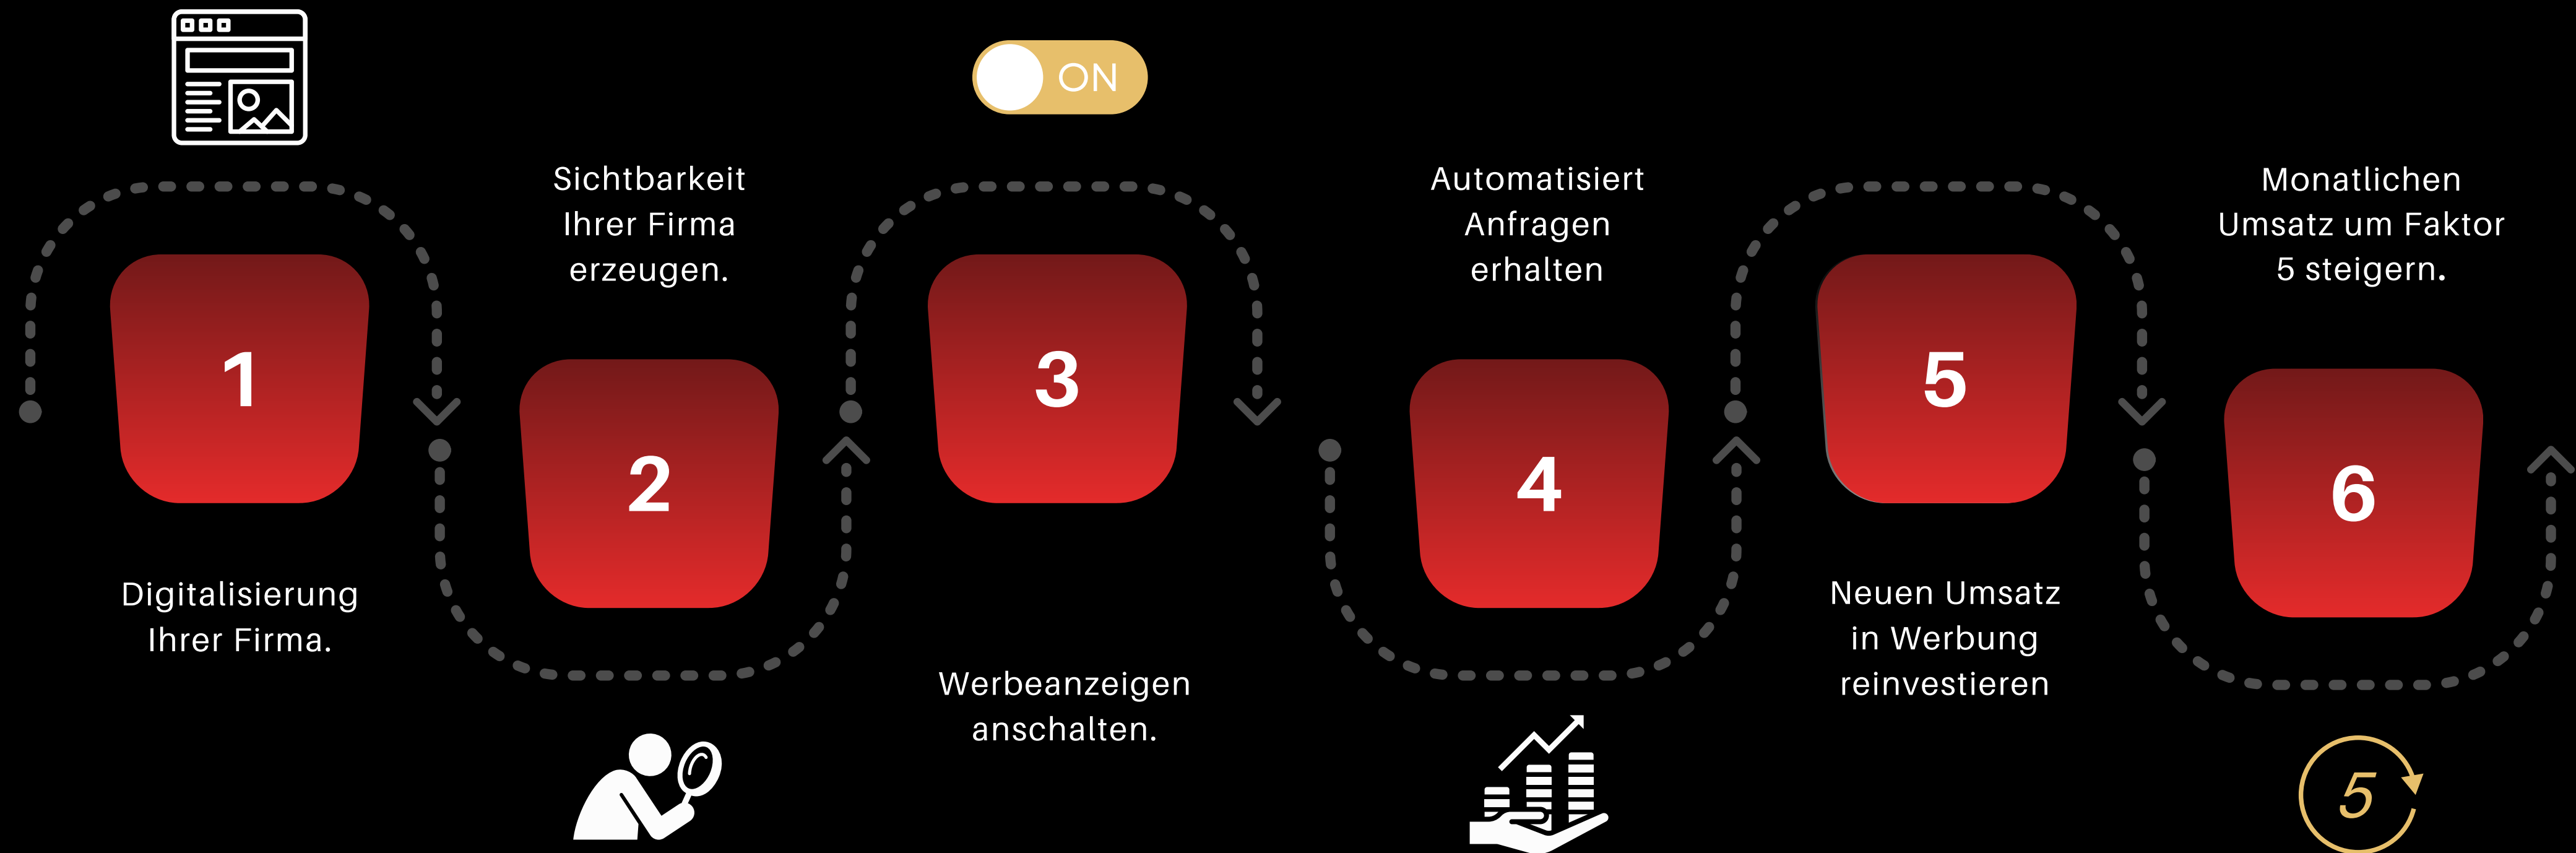 1
Digitalisierung
Ihrer Firma.
Sichtbarkeit
Ihrer Firma
erzeugen.
2
ON
3
Werbeanzeigen
anschalten.
Automatisiert
Anfragen
erhalten
4
5
Neuen Umsatz
in Werbung
reinvestieren
Monatlichen
Umsatz um Faktor
5 steigern.
6
5